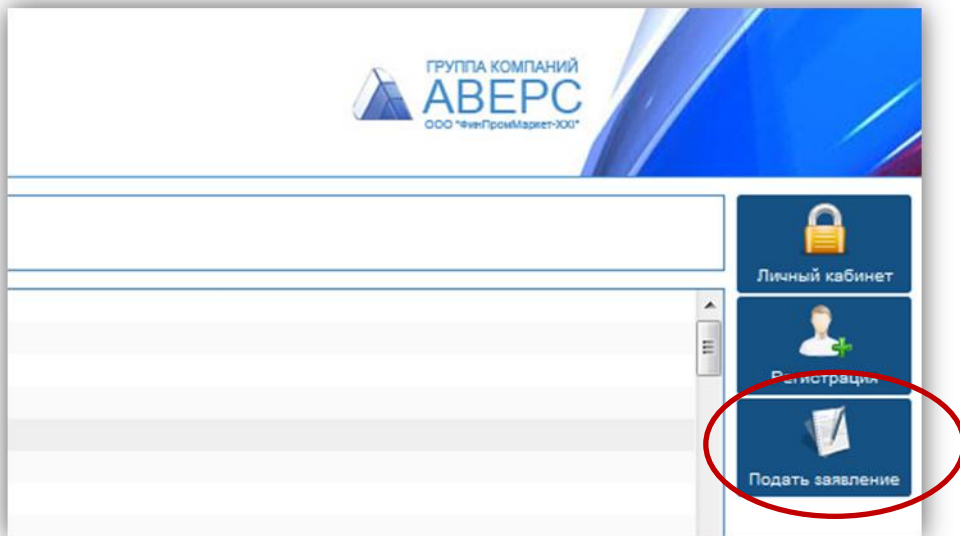 ГРУППА КОМПАНИЙ
АВЕРС
ООО "ФинПромМаркет-XXI"
Личный кабинет
Регистрация
Подать заявление